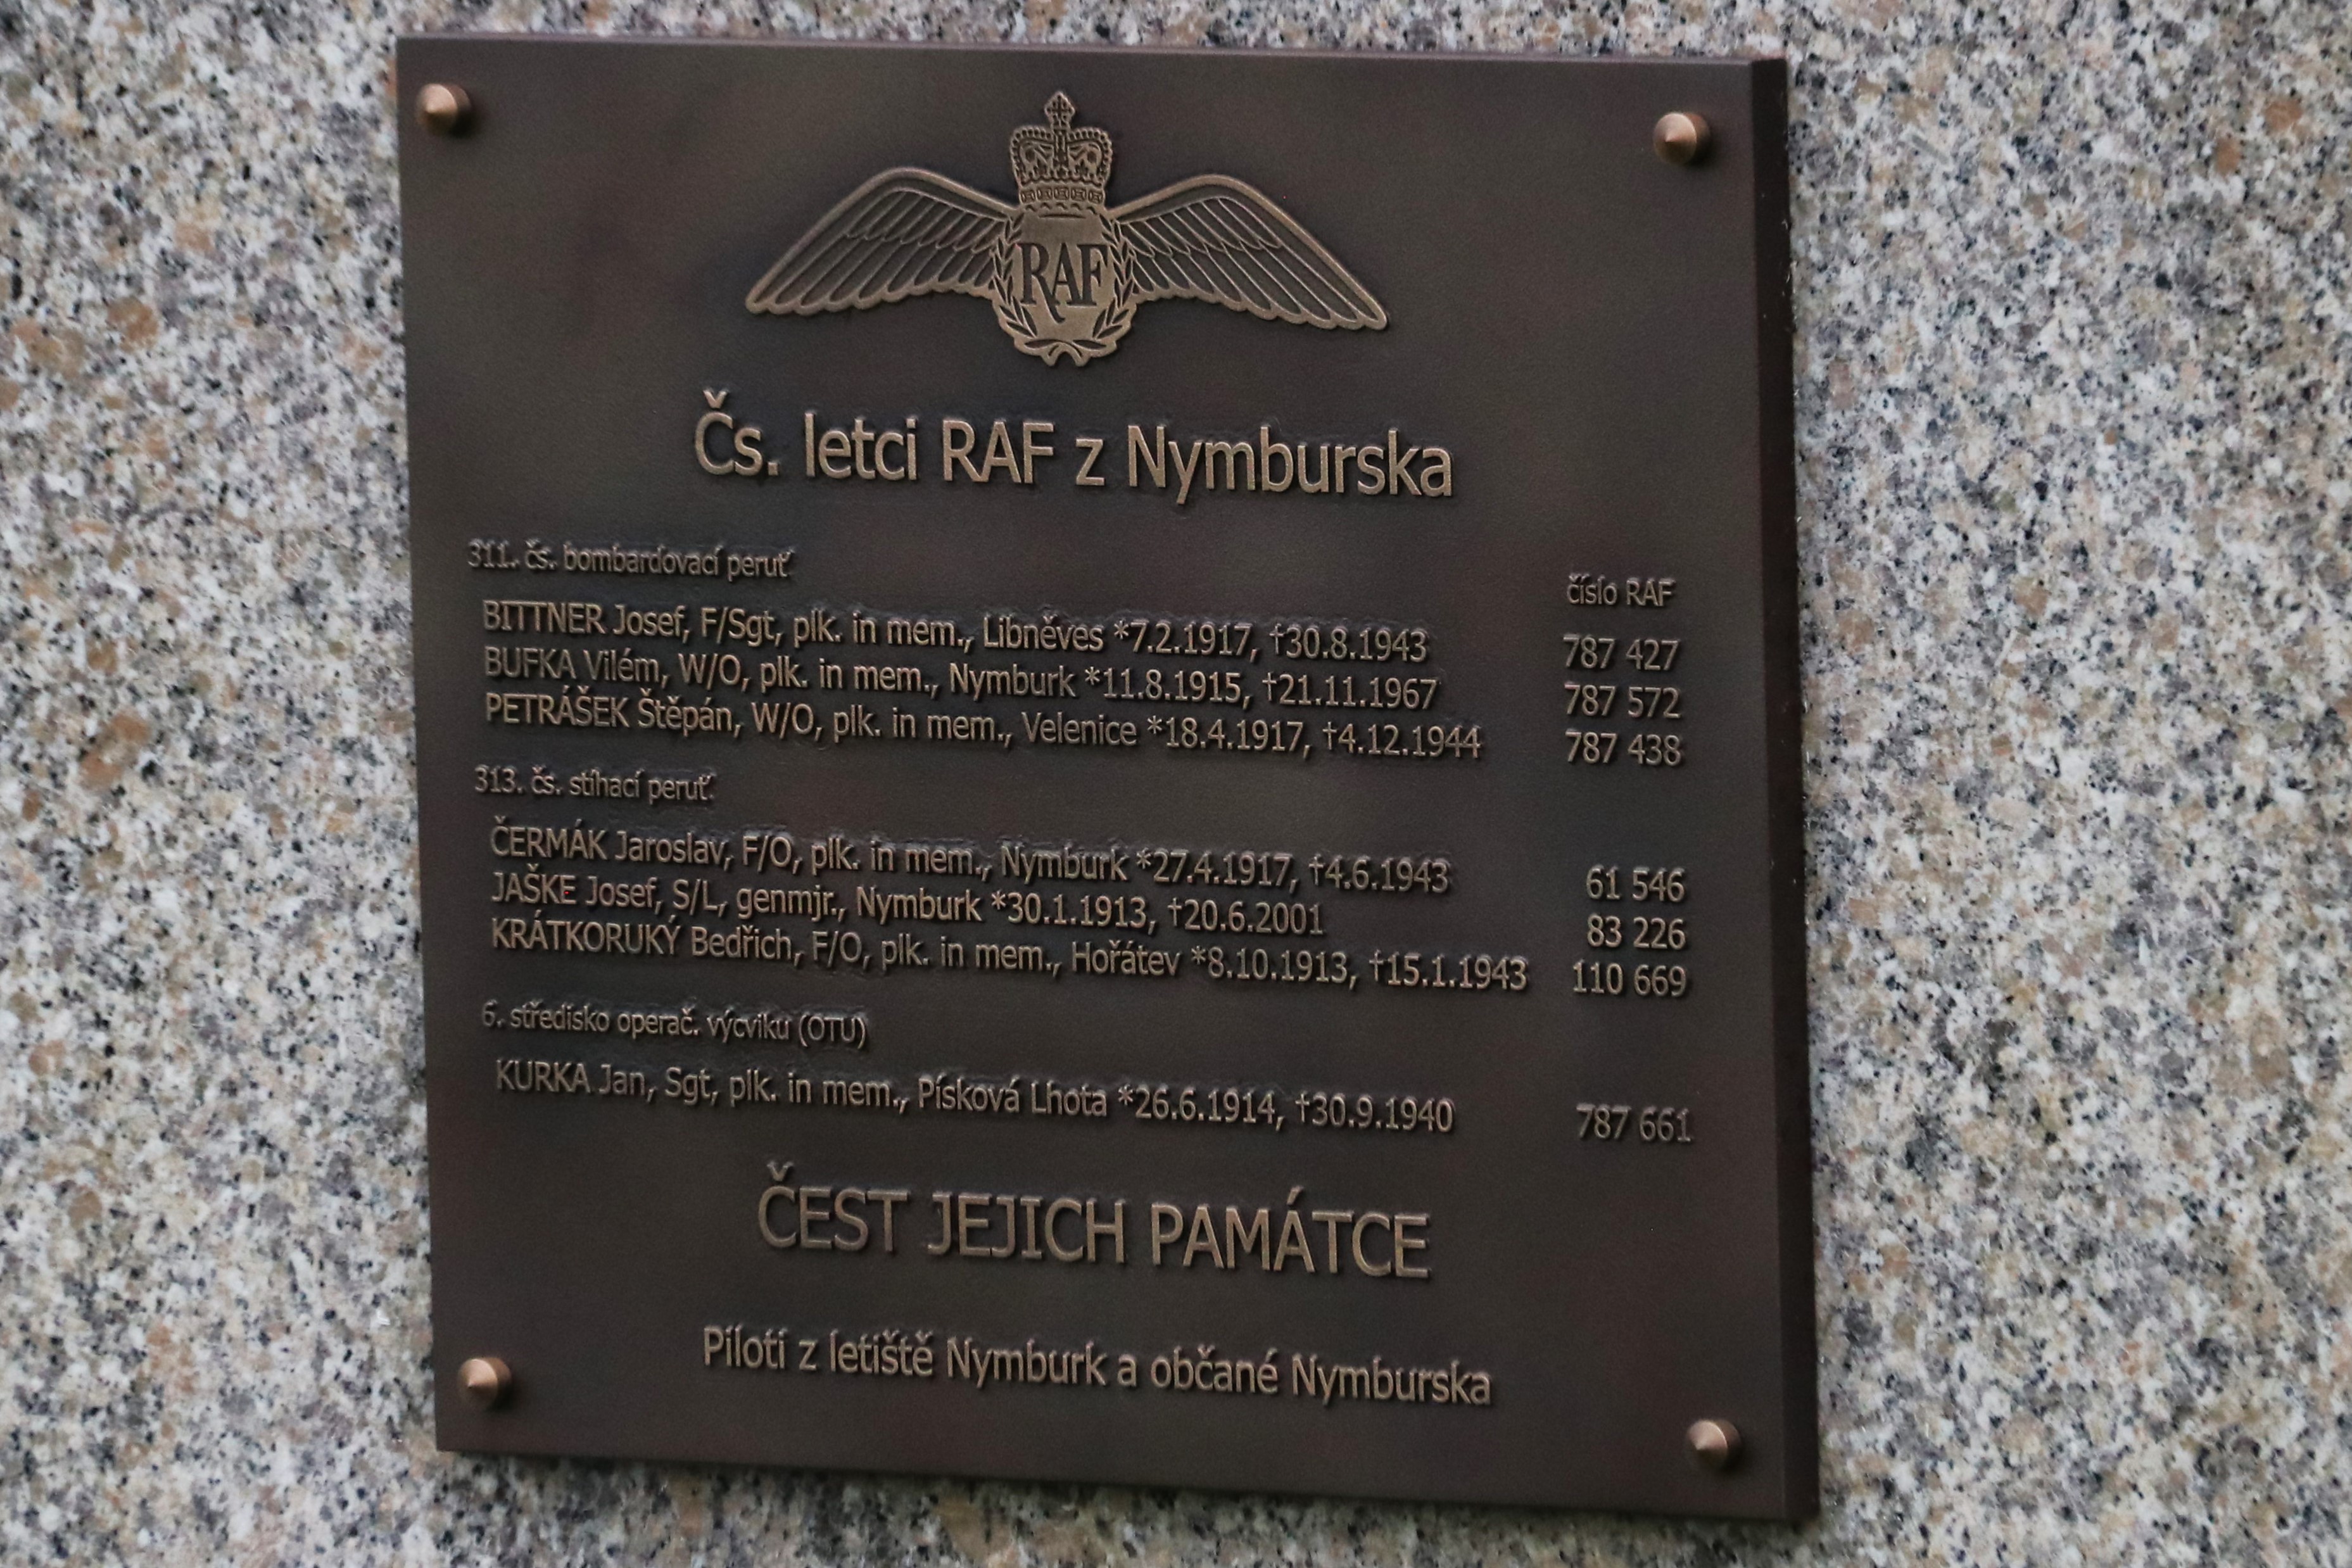 RAF
Čs. letci RAF z Nymburska
311. čs. bombardovací peruť
číslo RAF
BITTNER Josef, F/Sgt, plk. in mem., Libněves *7.2.1917, †30.8.1943 787 427
BUFKA Vilém, W/O, plk. in mem., Nymburk *11.8.1915, †21.11.1967 787 572
PETRÁŠEK Štěpán, W/O, plk. in mem., Velenice *18.4.1917, †4.12.1944 787 438
313. čs. stíhací peruť
ČERMÁK Jaroslav, F/O, plk. in mem., Nymburk *27.4.1917, †4.6.1943 61 546
JAŠKE Josef, S/L, genmjr., Nymburk *30.1.1913, †20.6.2001 83 226
KRÁTKORUKÝ Bedřich, F/O, plk. in mem., Hořátev *8.10.1913, †15.1.1943 110 669
6. středisko operač. výcviku (OTU)
KURKA Jan, Sgt, plk. in mem., Písková Lhota *26.6.1914, †30.9.1940 787 661
ČEST JEJICH PAMÁTCE
Piloti z letiště Nymburk a občané Nymburska